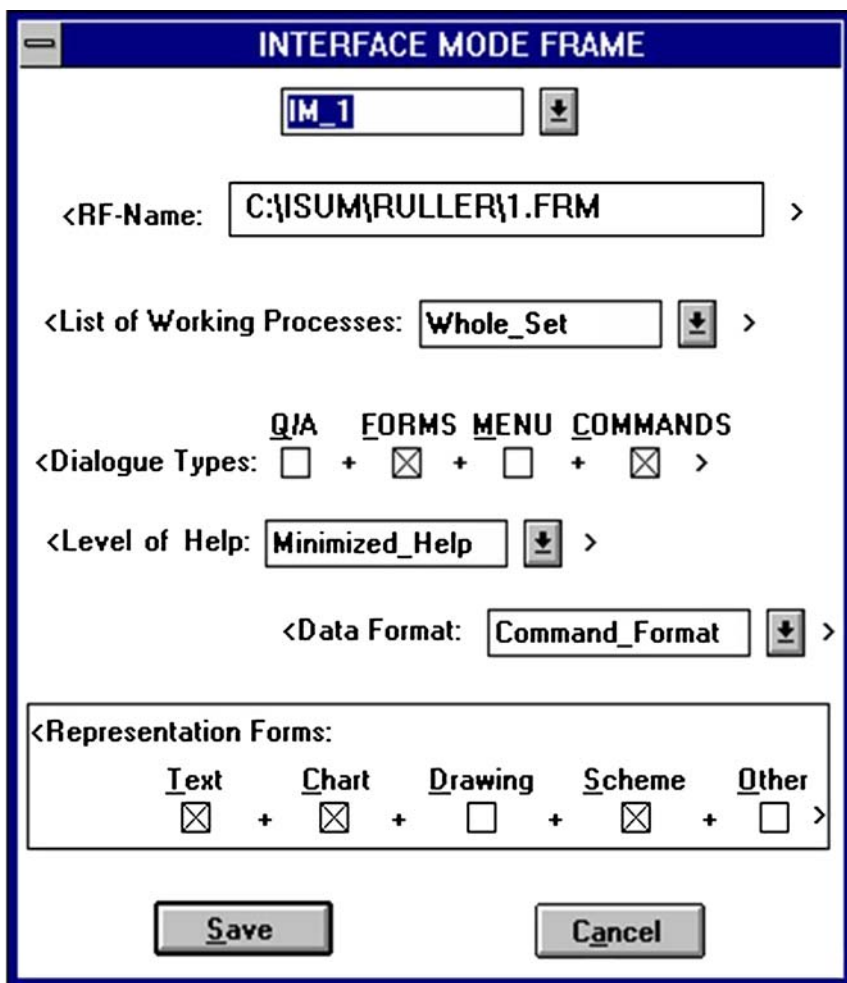 INTERFACE MODE FRAME
IM_1
<RF-Name: C:\ISUM\RULLER\1.FRM >
<List of Working Processes: Whole_Set >
Q/A FORMS MENU COMMANDS
<Dialogue Types: + + + >
<Level of Help: Minimized_Help >
<Data Format: Command_Format >
<Representation Forms:
Text Chart Drawing Scheme Other
+ + + + >
Save Cancel